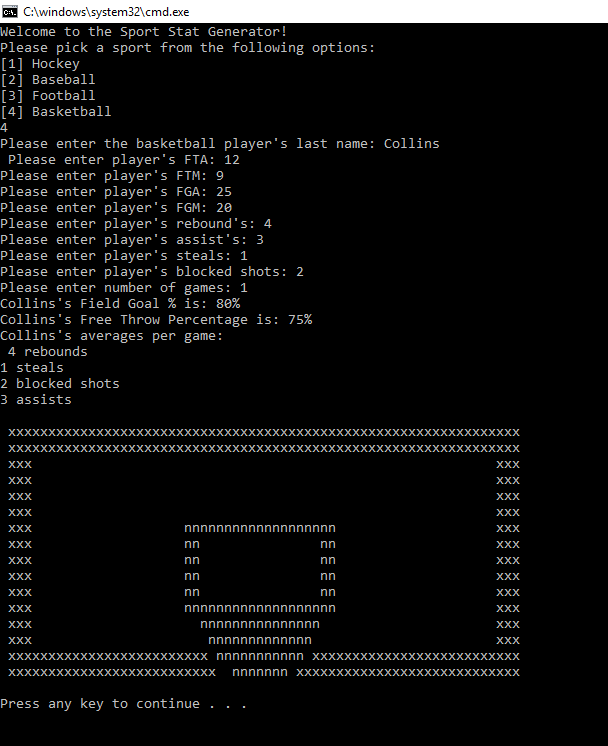 C:\windows\system32\cmd.exe
Welcome to the Sport Stat Generator!
Please pick a sport from the following options:
[1] Hockey
[2] Baseball
[3] Football
[4] Basketball
4
Please enter the basketball player's last name: Collins
 Please enter player's FTA: 12
Please enter player's FTM: 9
Please enter player's FGA: 25
Please enter player's FGM: 20
Please enter player's rebound's: 4
Please enter player's assist's: 3
Please enter player's steals: 1
Please enter player's blocked shots: 2
Please enter number of games: 1
Collins's Field Goal % is: 80%
Collins's Free Throw Percentage is: 75%
Collins's averages per game:
 4 rebounds
1 steals
2 blocked shots
3 assists
 xxxxxxxxxxxxxxxxxxxxxxxxxxxxxxxxxxxxxxxxxxxxxxxxxxxxxxxxxxxxxxxx
 xxxxxxxxxxxxxxxxxxxxxxxxxxxxxxxxxxxxxxxxxxxxxxxxxxxxxxxxxxxxxxxx
 xxx                                                          xxx
 xxx                                                          xxx
 xxx                                                          xxx
 xxx                                                          xxx
 xxx                   nnnnnnnnnnnnnnnnnnn                    xxx
 xxx                   nn               nn                    xxx
 xxx                   nn               nn                    xxx
 xxx                   nn               nn                    xxx
 xxx                   nn               nn                    xxx
 xxx                   nnnnnnnnnnnnnnnnnnn                    xxx
 xxx                     nnnnnnnnnnnnnnn                      xxx
 xxx                      nnnnnnnnnnnnn                       xxx
 xxxxxxxxxxxxxxxxxxxxxxxxx nnnnnnnnnnn xxxxxxxxxxxxxxxxxxxxxxxxxx
 xxxxxxxxxxxxxxxxxxxxxxxxxx  nnnnnnn xxxxxxxxxxxxxxxxxxxxxxxxxxxx
Press any key to continue . . .